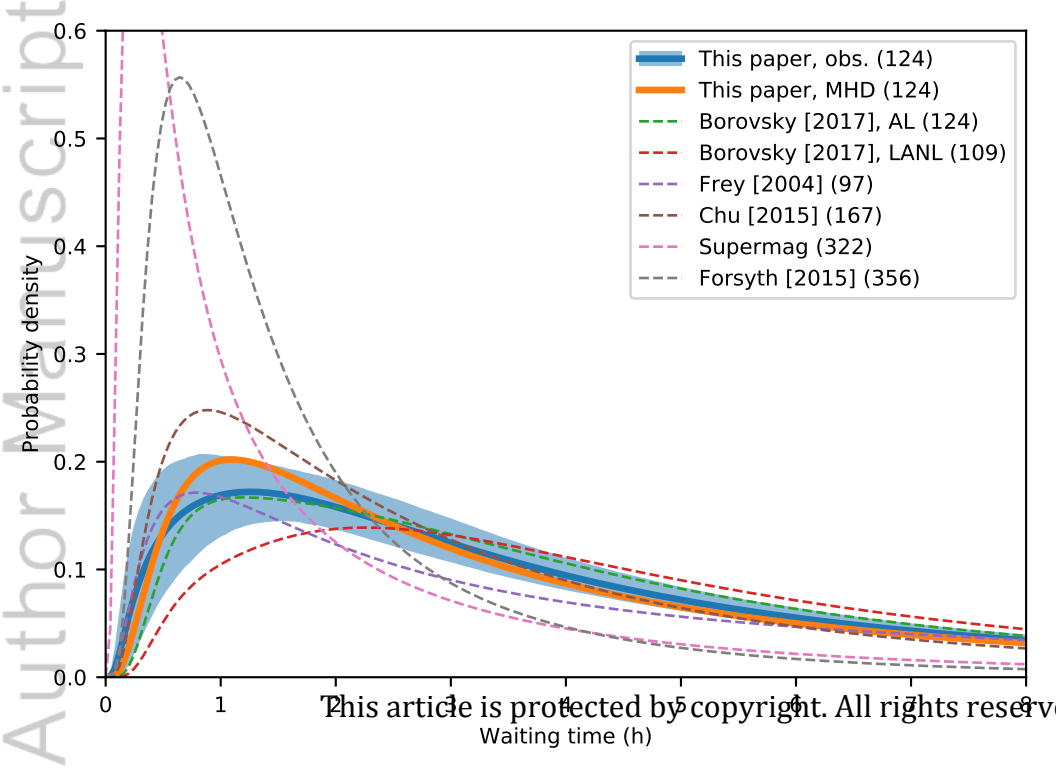 Author Manuscript
Probability density
0.6
0.5
0.4
0.3
0.2
0.1
0.0
This paper, obs. (124)
This paper, MHD (124)
Borovsky [2017], AL (124)
Borovsky [2017], LANL (109)
Frey [2004] (97)
Chu [2015] (167)
Supermag (322)
Forsyth [2015] (356)
0 1 2 3 4 5 6 7 8
This article is protected by copyright. All rights reserv
Waiting time (h)